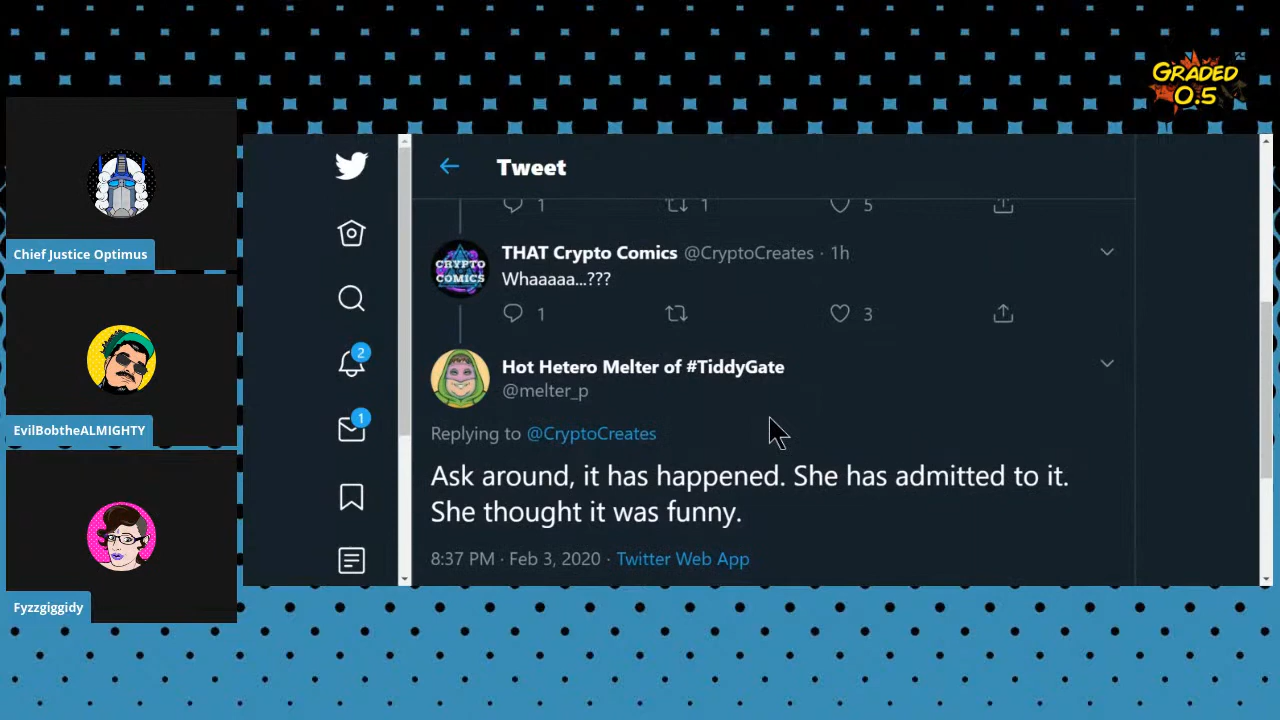 GRADED
0.5
Chief Justice Optimus
EvilBobtheALMIGHTY
Fyzzgiggidy
Tweet
1 1 5
CRYPTO
COMICS
THAT Crypto Comics @CryptoCreates · 1h
Whaaaaa...???
1 3
2
Hot Hetero Melter of #TiddyGate
@melter_p
1
Replying to @CryptoCreates
Ask around, it has happened. She has admitted to it.
She thought it was funny.
8:37 PM · Feb 3, 2020 · Twitter Web App